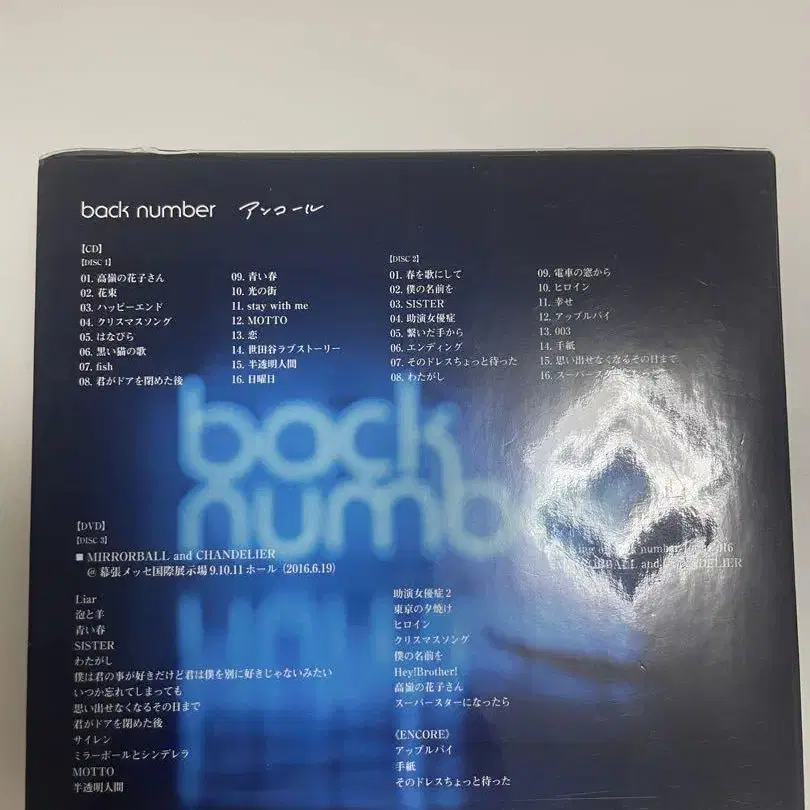 back number アンコール
【CD】
【DISC 1】
01. 高嶺の花子さん
02. 花束
03. ハッピーエンド
04. クリスマスソング
05. はなびら
06. 黒い猫の歌
07. fish
08. 君がドアを閉めた後
09. 青い春
10. 光の街
11. stay with me
12. MOTTO
13. 恋
14. 世田谷ラブストーリー
15. 半透明人間
16. 日曜日
【DISC 2】
01. 春を歌にして
02. 僕の名前を
03. SISTER
04. 助演女優症
05. 繋いだ手から
06. エンディング
07. そのドレスちょっと待った
08. わたがし
09. 電車の窓から
10. ヒロイン
11. 幸せ
12. アップルパイ
13. 003
14. 手紙
15. 思い出せなくなるその日まで
16. スーパースターになったら
back
numbe
【DVD】
【DISC 3】
■ MIRRORBALL and CHANDELIER
@ 幕張メッセ国際展示場 9.10.11 ホール（2016.6.19）
number
MIRRORBALL and CHANDELIER
Liar
泡と羊
青い春
SISTER
わたがし
僕は君の事が好きだけど君は僕を別に好きじゃないみたい
いつか忘れてしまっても
思い出せなくなるその日まで
君がドアを閉めた後
サイレン
ミラーボールとシンデレラ
MOTTO
半透明人間
助演女優症 2
東京の夕焼け
ヒロイン
クリスマスソング
僕の名前を
Hey!Brother!
高嶺の花子さん
スーパースターになったら
《ENCORE》
アップルパイ
手紙
そのドレスちょっと待った